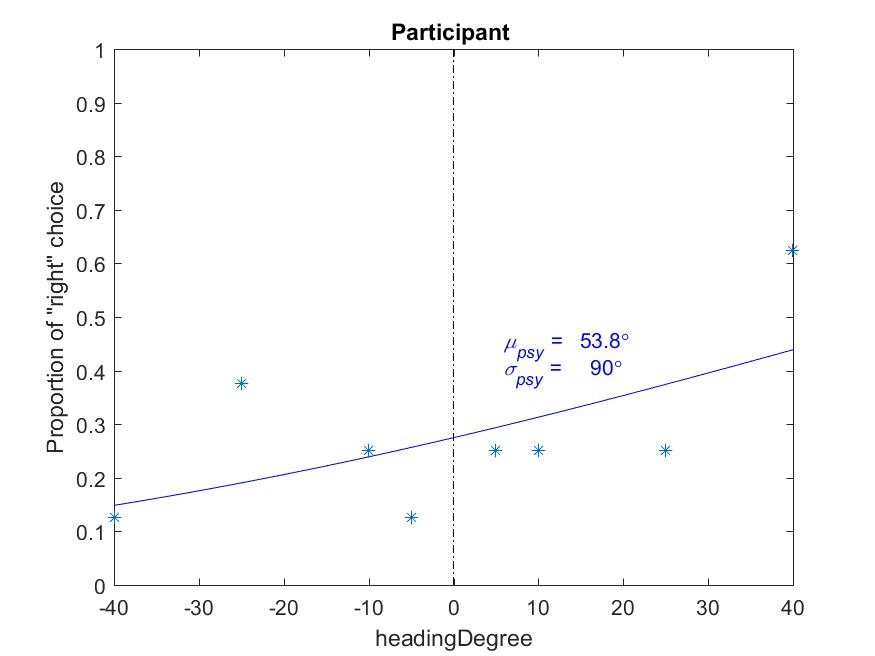 Participant
1
0.9
0.8
0.7
0.6
0.5
0.4
0.3
0.2
0.1
0
Proportion of "right" choice
μpsy = 53.8°
σpsy = 90°
-40 -30 -20 -10 0 10 20 30 40
headingDegree